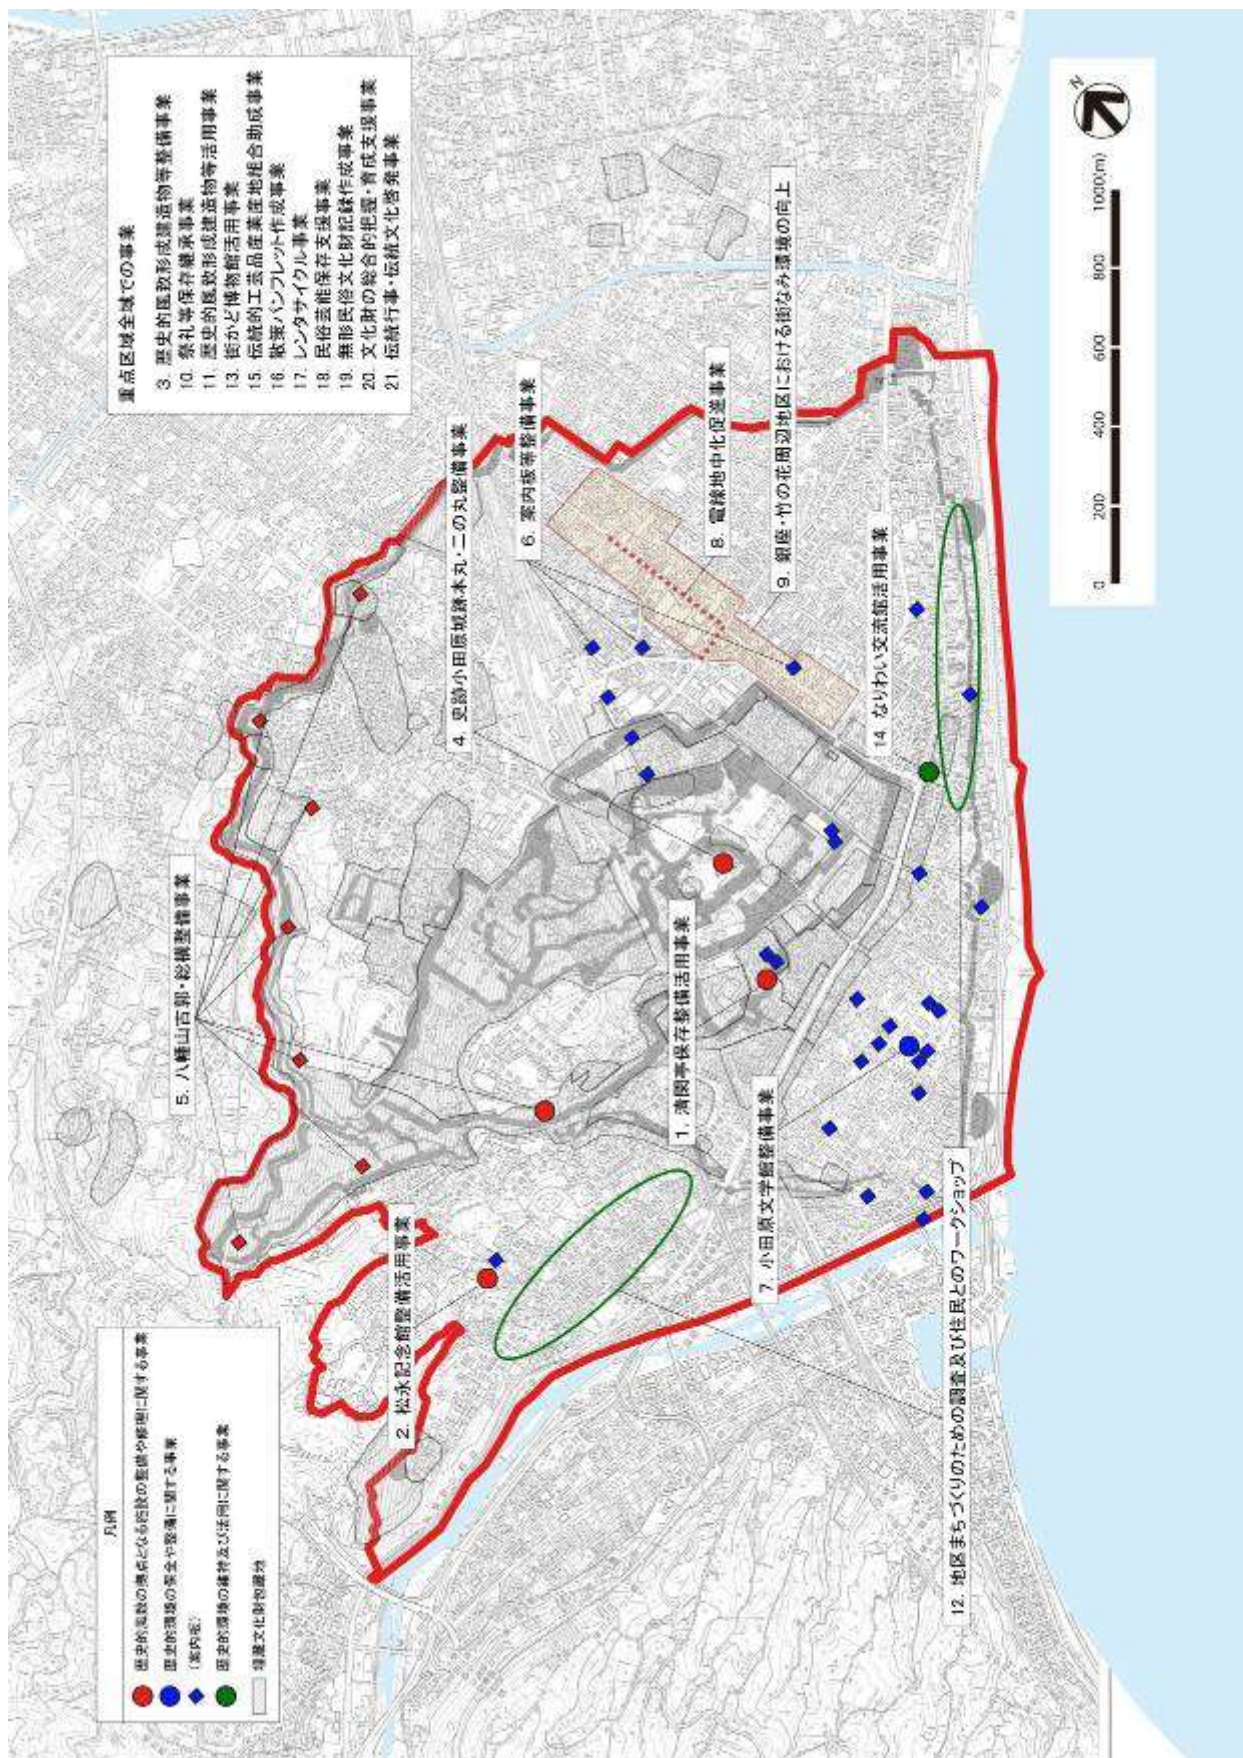 重点区域全域での事業
3. 歴史的風致形成建造物等整備事業
10. 祭礼等保存継承事業
11. 歴史的風致形成建造物等活用事業
13. 街かど博物館活用事業
15. 伝統的工芸品産業産地組合助成事業
16. 散策パンフレット作成事業
17. レンタサイクル事業
18. 民俗芸能保存支援事業
19. 無形民俗文化財記録作成事業
20. 文化財の総合的把握・育成支援事業
21. 伝統行事・伝統文化啓発事業
5. 八幡山古郭・総構整備事業
4. 史跡小田原城跡本丸・二の丸整備事業
6. 案内板等整備事業
8. 電線地中化促進事業
9. 銀座・竹の花周辺地区における街なみ環境の向上
14. なりわい交流館活用事業
1. 清閑亭保存整備活用事業
7. 小田原文学館整備事業
2. 松永記念館整備活用事業
12. 地区まちづくりのための調査及び住民とのワークショップ
凡例
歴史的風致の拠点となる施設の整備や修理に関する事業
歴史的環境の保全や整備に関する事業
(案内板)
歴史的環境の維持及び活用に関する事業
埋蔵文化財包蔵地
N
0 200 400 600 800 1000(m)